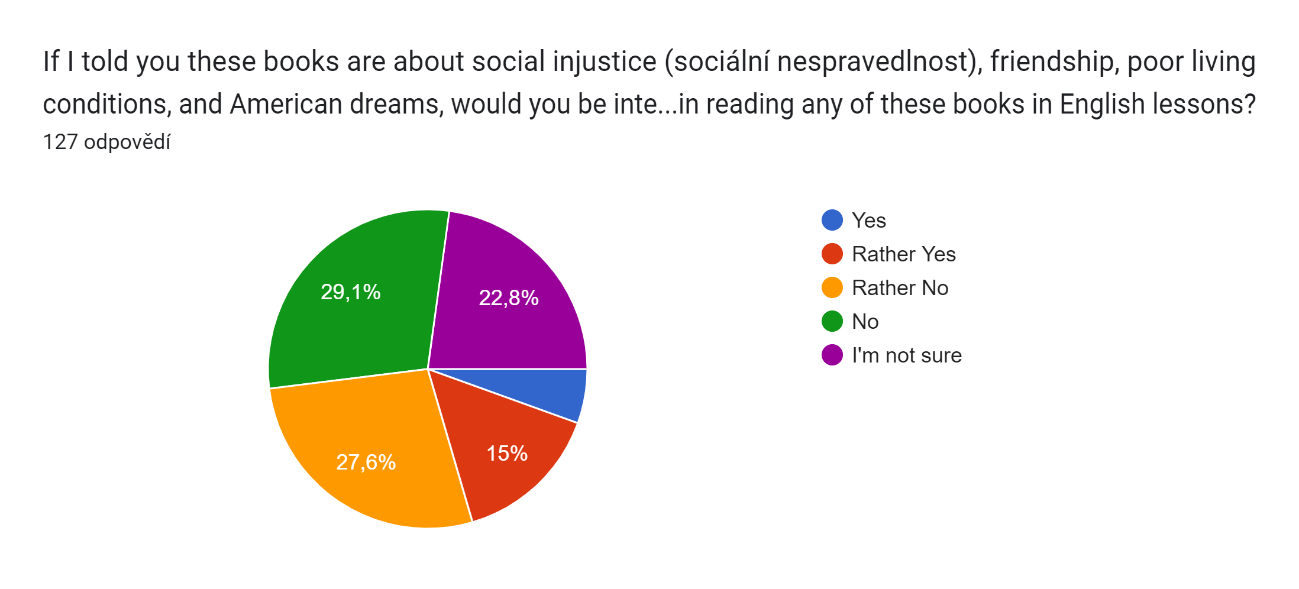 If I told you these books are about social injustice (sociální nespravedlnost), friendship, poor living
conditions, and American dreams, would you be inte...in reading any of these books in English lessons?
127 odpovědí
29,1%
22,8%
27,6%
15%
Yes
Rather Yes
Rather No
No
I'm not sure